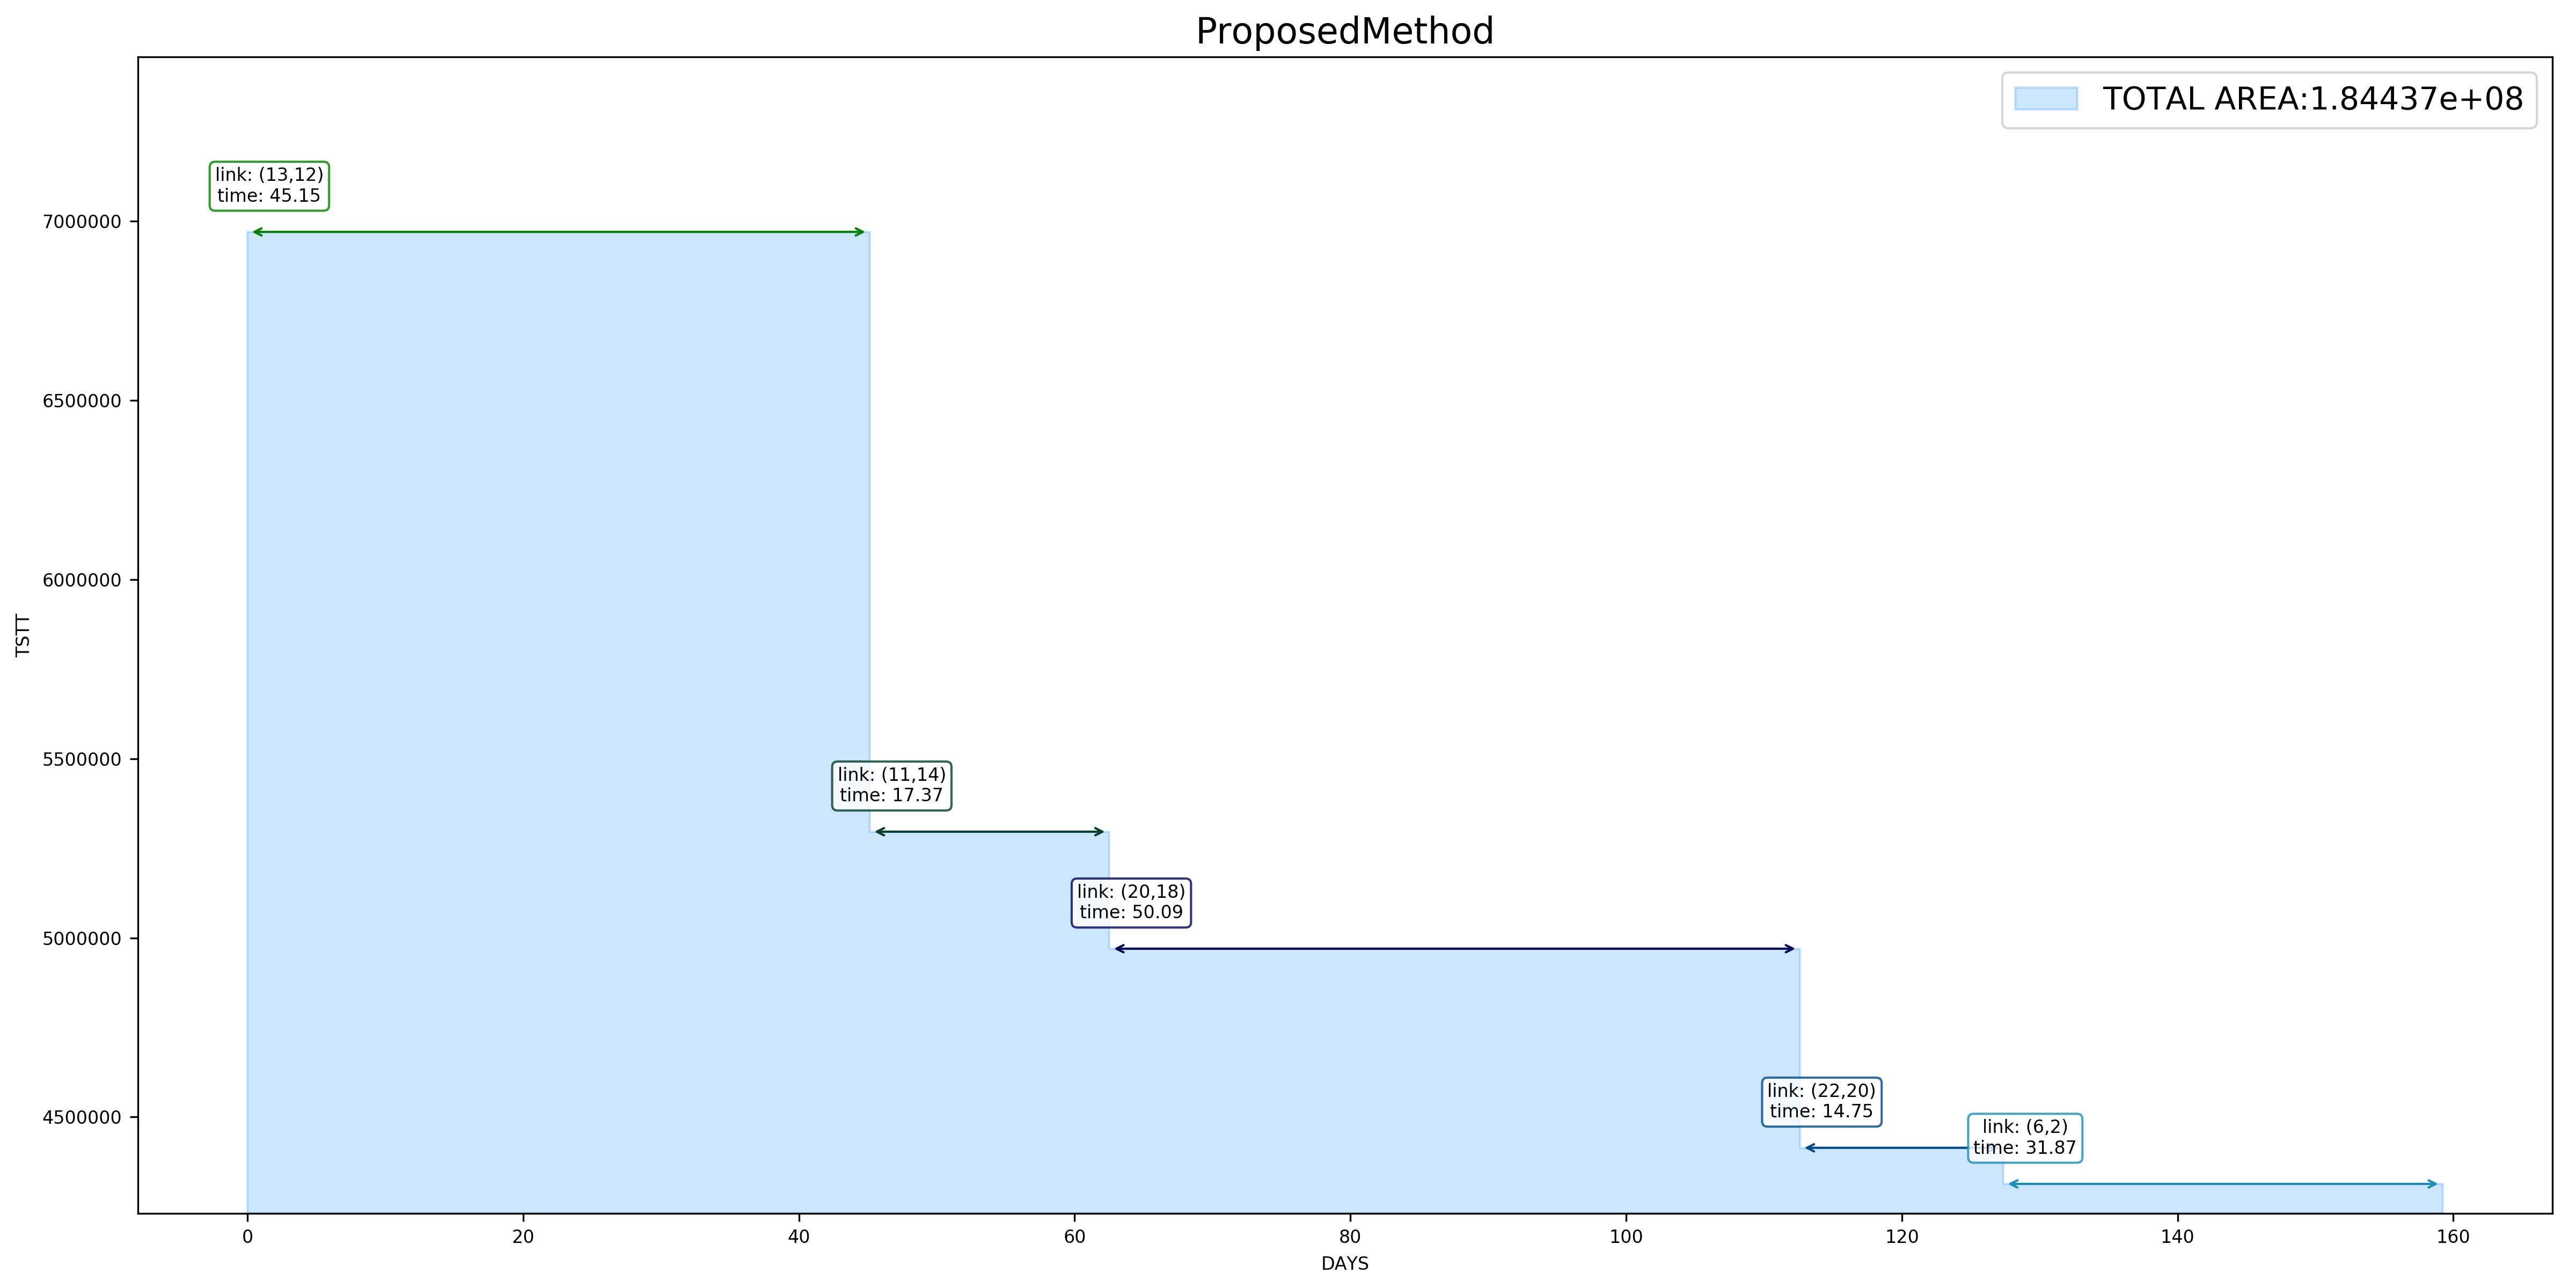 ProposedMethod
TOTAL AREA:1.84437e+08
link: (13,12)
time: 45.15
7000000
6500000
6000000
TSTT
5500000
link: (11,14)
time: 17.37
link: (20,18)
time: 50.09
5000000
link: (22,20)
time: 14.75
4500000
link: (6,2)
time: 31.87
0
20
40
60
80
100
120
140
160
DAYS